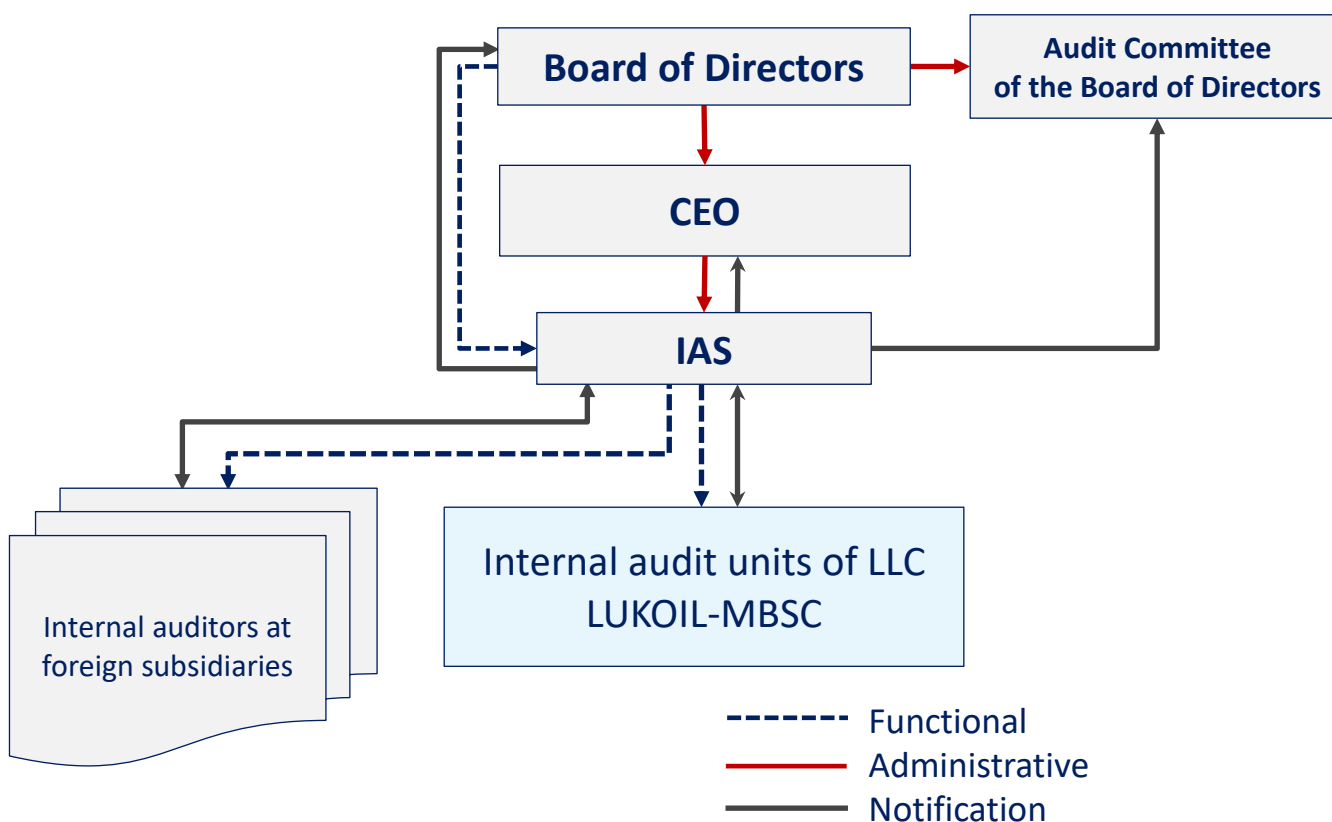 Board of Directors
Audit Committee
of the Board of Directors
CEO
IAS
Internal audit units of LLC
LUKOIL-MBSC
Internal auditors at
foreign subsidiaries
Functional
Administrative
Notification